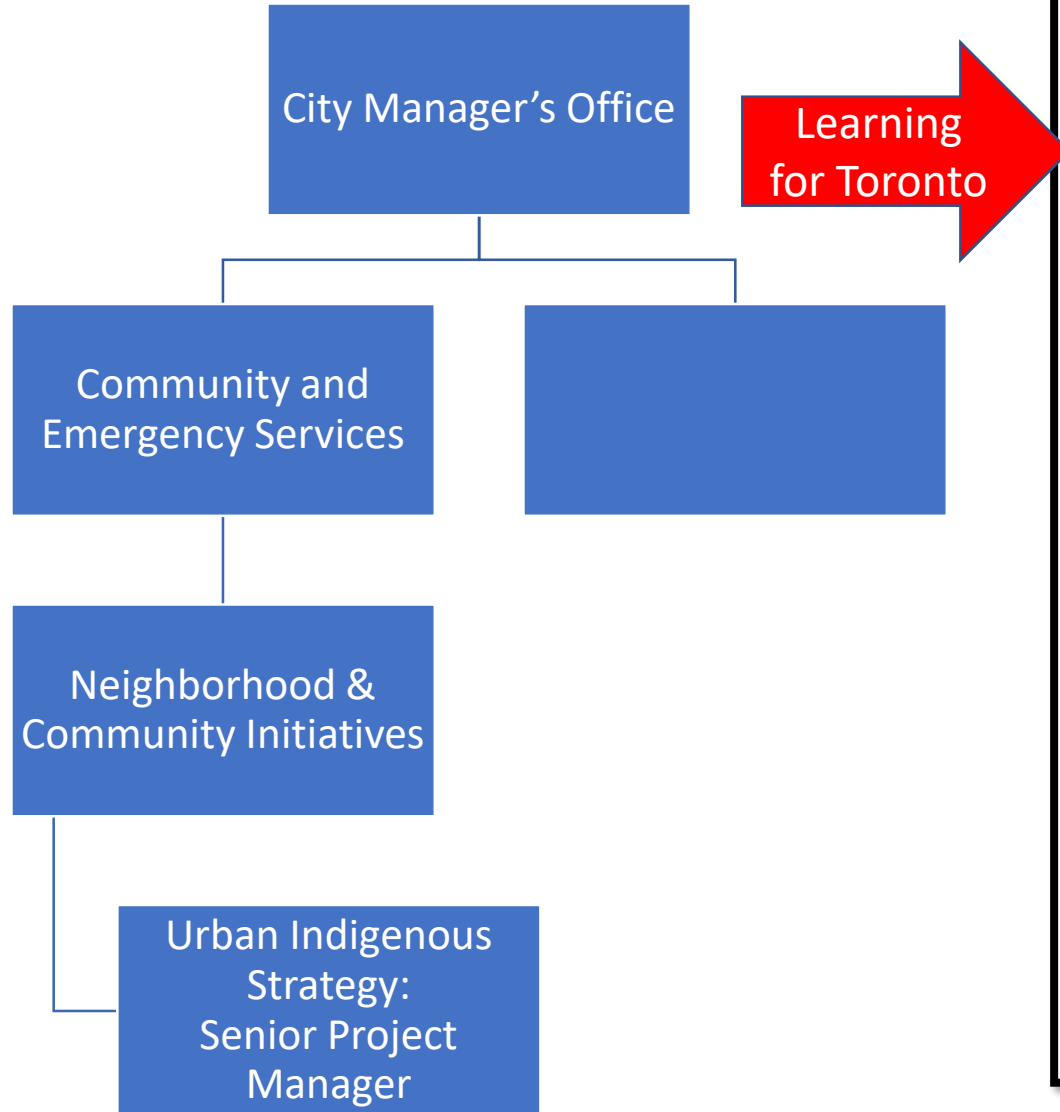 City Manager’s Office
Learning
for Toronto
Community and
Emergency Services
Neighborhood &
Community Initiatives
Urban Indigenous
Strategy:
Senior Project
Manager